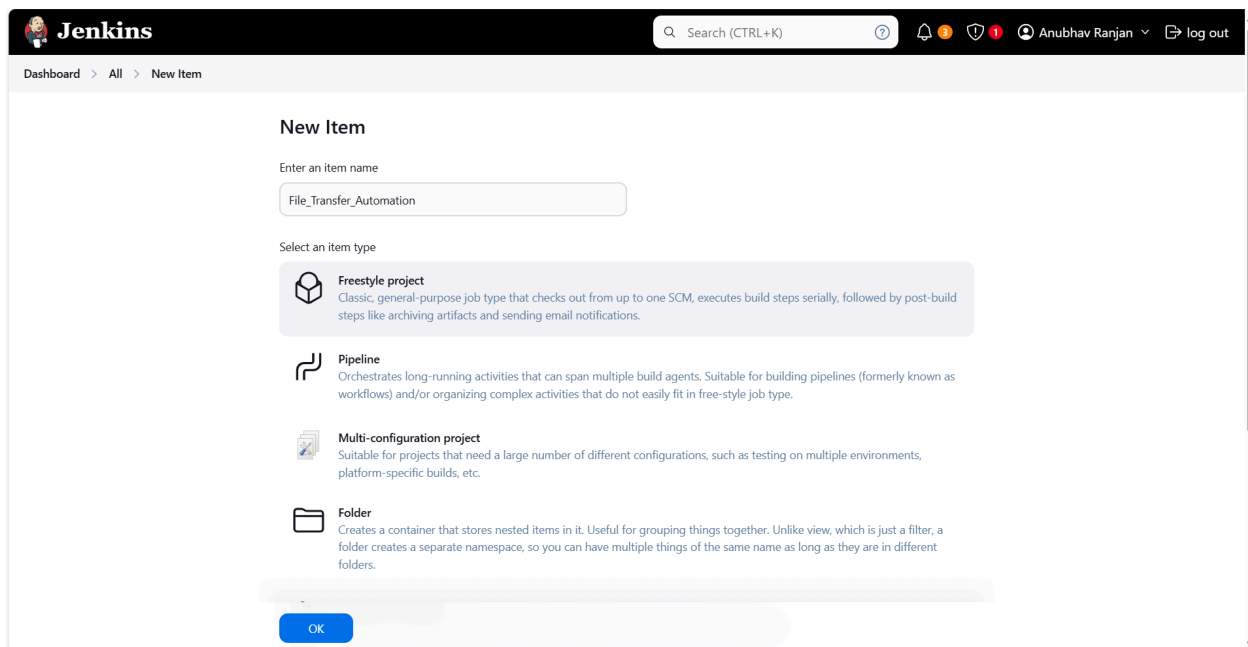 Jenkins
Search (CTRL+K)
?
3
1
Anubhav Ranjan
log out
Dashboard > All > New Item
New Item
Enter an item name
File_Transfer_Automation
Select an item type
Freestyle project
Classic, general-purpose job type that checks out from up to one SCM, executes build steps serially, followed by post-build
steps like archiving artifacts and sending email notifications.
Pipeline
Orchestrates long-running activities that can span multiple build agents. Suitable for building pipelines (formerly known as
workflows) and/or organizing complex activities that do not easily fit in free-style job type.
Multi-configuration project
Suitable for projects that need a large number of different configurations, such as testing on multiple environments,
platform-specific builds, etc.
Folder
Creates a container that stores nested items in it. Useful for grouping things together. Unlike view, which is just a filter, a
folder creates a separate namespace, so you can have multiple things of the same name as long as they are in different
folders.
OK